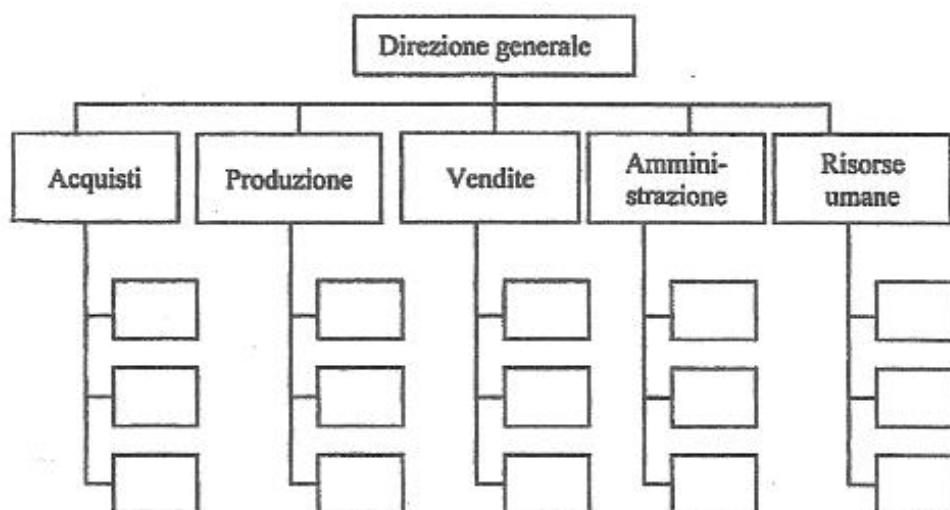 Direzione generale
Acquisti
Produzione
Vendite
Ammini-
strazione
Risorse
umane